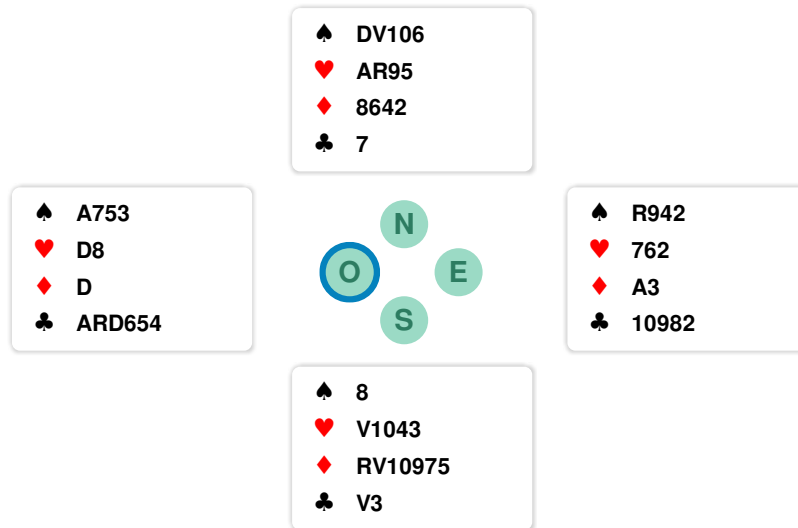 ♠ DV106
♥ AR95
♦ 8642
♣ 7
♠ A753
♥ D8
♦ D
♣ ARD654
N
O E
S
♠ R942
♥ 762
♦ A3
♣ 10982
♠ 8
♥ V1043
♦ RV10975
♣ V3